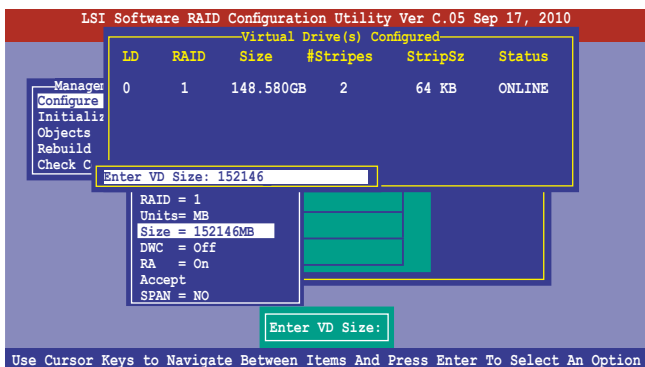 LSI Software RAID Configuration Utility Ver C.05 Sep 17, 2010
Virtual Drive(s) Configured
LD RAID Size #Stripes StripSz Status
0 1 148.580GB 2 64 KB ONLINE
Configure
Objects
Rebuild
Check C
Enter VD Size: 152146
RAID = 1
Units= MB
Size = 152146MB
DWC = Off
RA = On
Accept
SPAN = NO
Enter VD Size:
Use Cursor Keys to Navigate Between Items And Press Enter To Select An Option